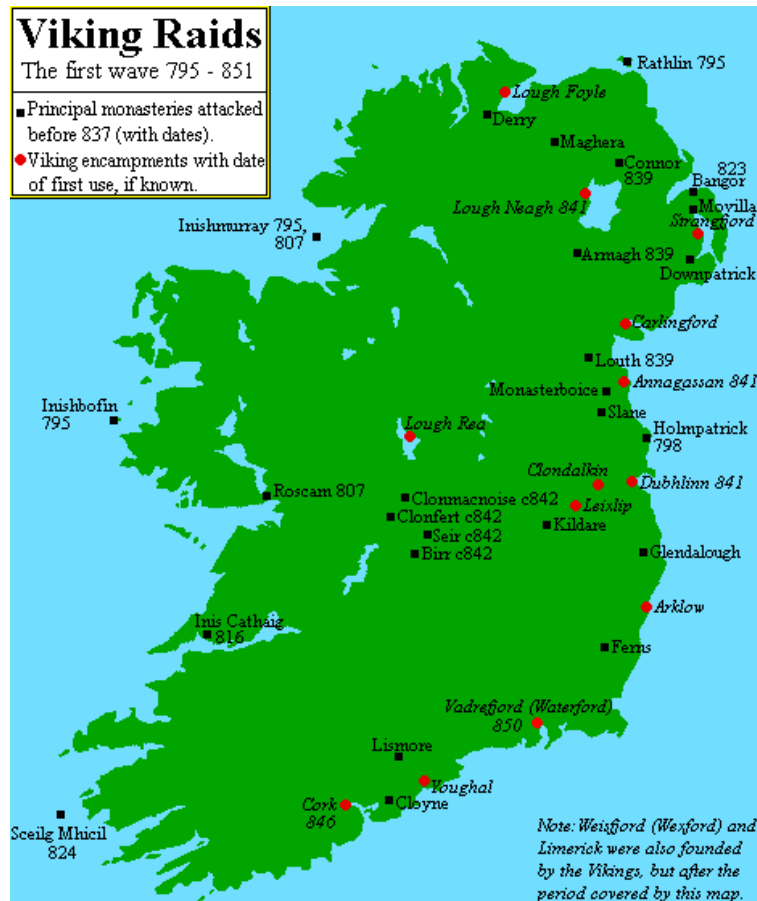 Viking Raids
The first wave 795 - 851
Principal monasteries attacked
before 837 (with dates).
Viking encampments with date
of first use, if known.
Rathlin 795
Lough Foyle
Derry
Maghera
Connor
839
823
Bangor
Movilla
Lough Neagh 841
Strangford
Inishmurray 795,
807
Armagh 839
Downpatrick
Carlingford
Louth 839
Annagassan 841
Monasterboice
Slane
Inishbofin
795
Lough Rea
Holmpatrick
798
Clondalkin
Dubhlinn 841
Roscam 807
Clonmacnoise c842
Leixlip
Clonfert c842
Kildare
Seir c842
Birr c842
Glendalough
Arklow
Inis Cathaig
816
Ferns
Vadrefjord (Waterford)
850
Lismore
Youghal
Cork
846
Cloyne
Sceilg Mhicil
824
Note: Weisfjord (Wexford) and
Limerick were also founded
by the Vikings, but after the
period covered by this map.